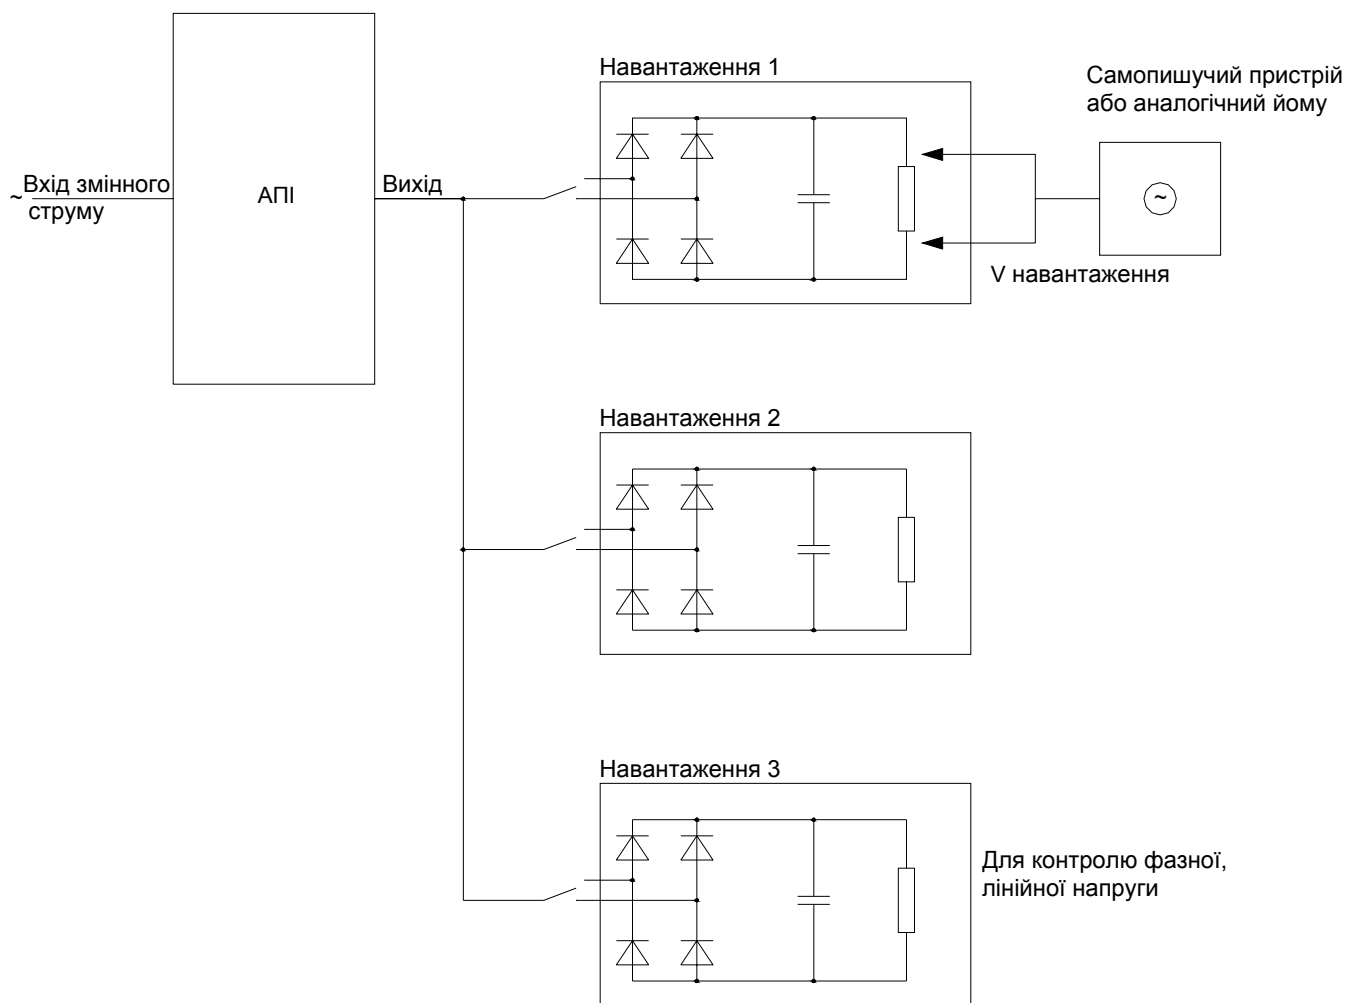 Навантаження 1
Самопишучий пристрій
або аналогічний йому
~ Вхід змінного
струму
АПІ
Вихід
~
V навантаження
Навантаження 2
Навантаження 3
Для контролю фазної,
лінійної напруги